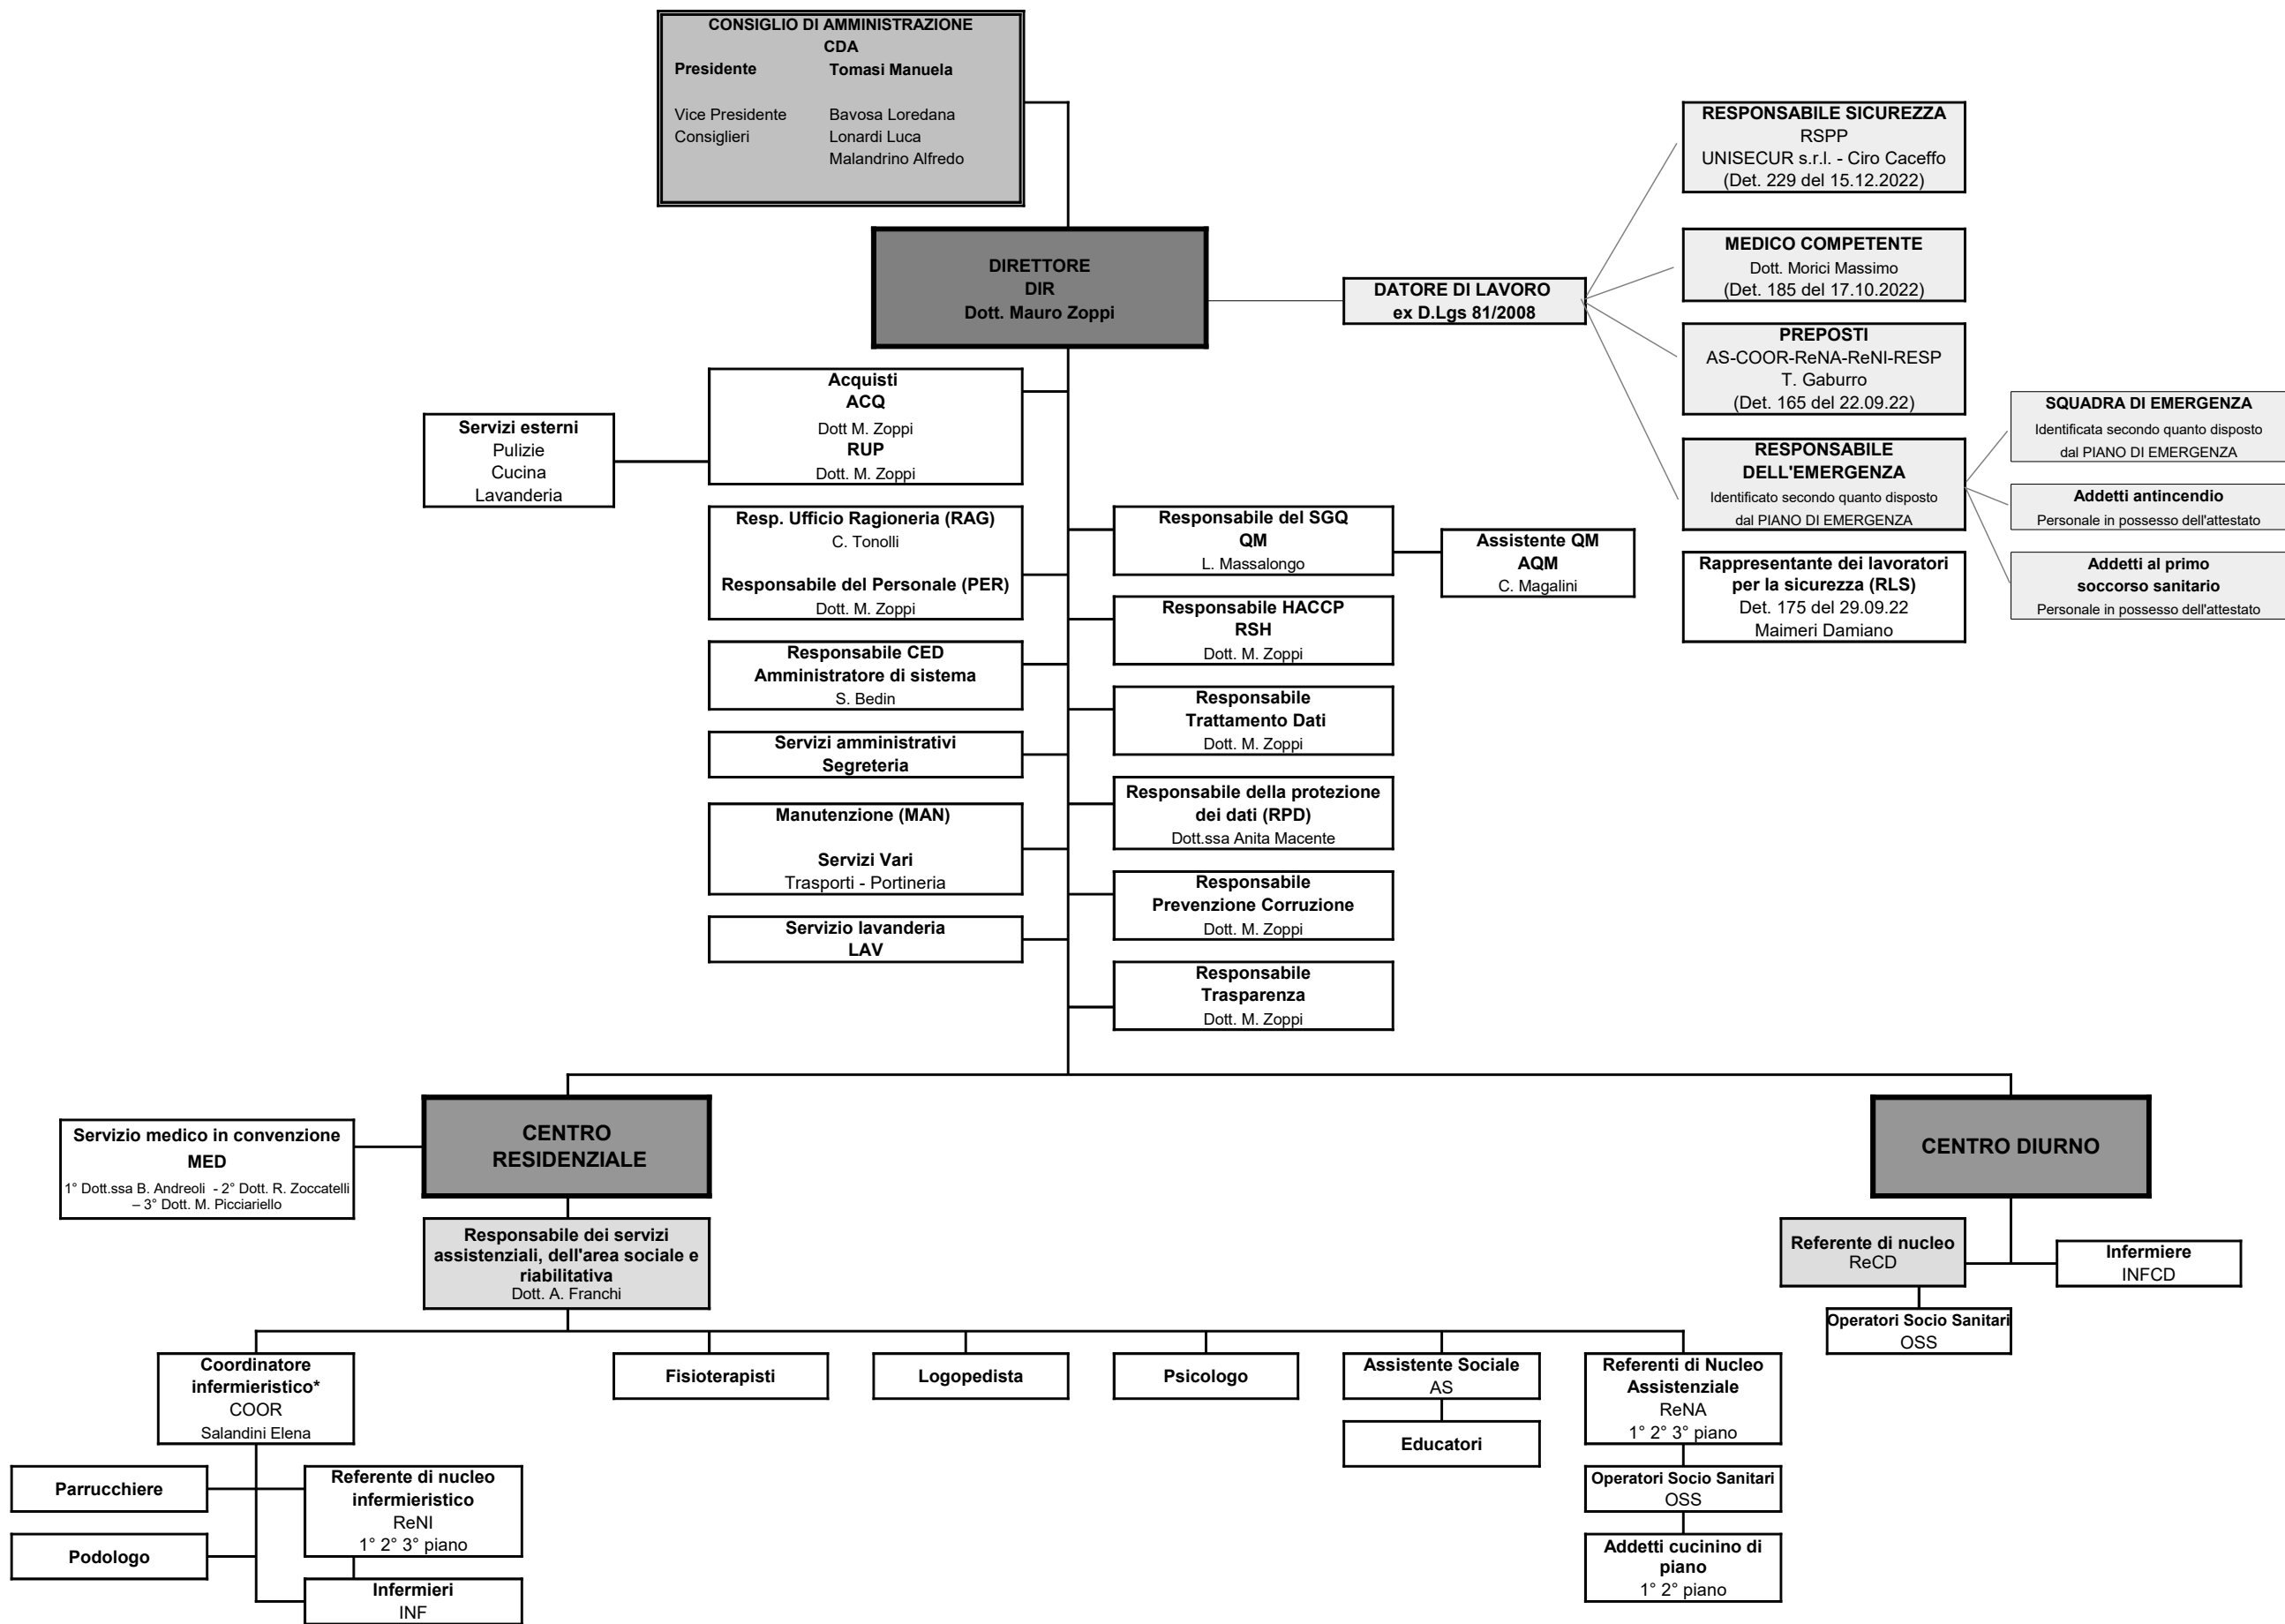 CONSIGLIO DI AMMINISTRAZIONE
CDA
Presidente Tomasi Manuela
Vice Presidente Bavosa Loredana
Consiglieri Lonardi Luca
Malandrino Alfredo
DIRETTORE
DIR
Dott. Mauro Zoppi
DATORE DI LAVORO
ex D.Lgs 81/2008
RESPONSABILE SICUREZZA
RSPP
UNISECUR s.r.l. - Ciro Caceffo
(Det. 229 del 15.12.2022)
MEDICO COMPETENTE
Dott. Morici Massimo
(Det. 185 del 17.10.2022)
PREPOSTI
AS-COOR-ReNA-ReNI-RESP
T. Gaburro
(Det. 165 del 22.09.22)
RESPONSABILE
DELL'EMERGENZA
Identificato secondo quanto disposto
dal PIANO DI EMERGENZA
Rappresentante dei lavoratori
per la sicurezza (RLS)
Det. 175 del 29.09.22
Maimeri Damiano
SQUADRA DI EMERGENZA
Identificata secondo quanto disposto
dal PIANO DI EMERGENZA
Addetti antincendio
Personale in possesso dell'attestato
Addetti al primo
soccorso sanitario
Personale in possesso dell'attestato
Acquisti
ACQ
Dott M. Zoppi
RUP
Dott. M. Zoppi
Servizi esterni
Pulizie
Cucina
Lavanderia
Resp. Ufficio Ragioneria (RAG)
C. Tonolli
Responsabile del Personale (PER)
Dott. M. Zoppi
Responsabile CED
Amministratore di sistema
S. Bedin
Servizi amministrativi
Segreteria
Manutenzione (MAN)
Servizi Vari
Trasporti - Portineria
Servizio lavanderia
LAV
Responsabile del SGQ
QM
L. Massalongo
Assistente QM
AQM
C. Magalini
Responsabile HACCP
RSH
Dott. M. Zoppi
Responsabile
Trattamento Dati
Dott. M. Zoppi
Responsabile della protezione
dei dati (RPD)
Dott.ssa Anita Macente
Responsabile
Prevenzione Corruzione
Dott. M. Zoppi
Responsabile
Trasparenza
Dott. M. Zoppi
Servizio medico in convenzione
MED
1° Dott.ssa B. Andreoli - 2° Dott. R. Zoccatelli
– 3° Dott. M. Picciariello
CENTRO
RESIDENZIALE
Responsabile dei servizi
assistenziali, dell'area sociale e
riabilitativa
Dott. A. Franchi
CENTRO DIURNO
Referente di nucleo
ReCD
Infermiere
INFCD
Operatori Socio Sanitari
OSS
Coordinatore
infermieristico*
COOR
Salandini Elena
Fisioterapisti
Logopedista
Psicologo
Assistente Sociale
AS
Educatori
Referenti di Nucleo
Assistenziale
ReNA
1° 2° 3° piano
Operatori Socio Sanitari
OSS
Addetti cucinino di
piano
1° 2° piano
Parrucchiere
Podologo
Referente di nucleo
infermieristico
ReNI
1° 2° 3° piano
Infermieri
INF